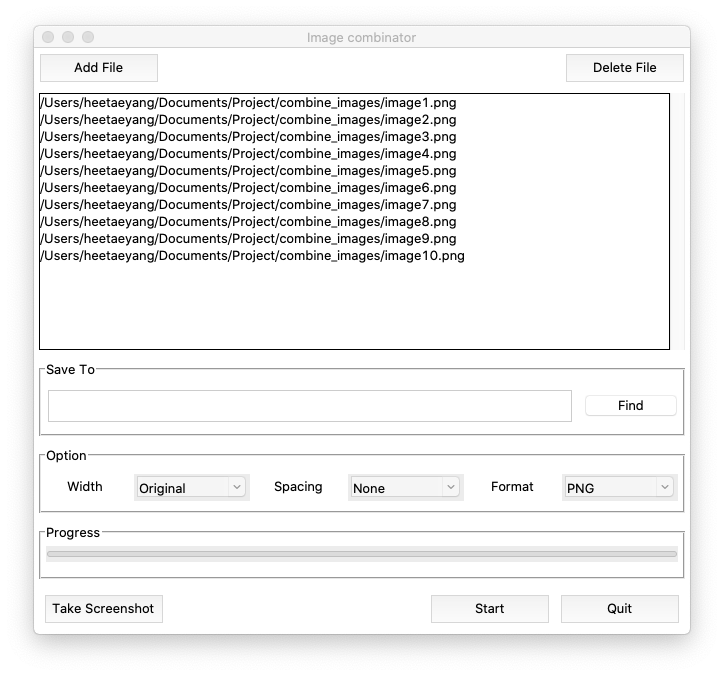 Image combinator
Add File
Delete File
/Users/heetaeyang/Documents/Project/combine_images/image1.png
/Users/heetaeyang/Documents/Project/combine_images/image2.png
/Users/heetaeyang/Documents/Project/combine_images/image3.png
/Users/heetaeyang/Documents/Project/combine_images/image4.png
/Users/heetaeyang/Documents/Project/combine_images/image5.png
/Users/heetaeyang/Documents/Project/combine_images/image6.png
/Users/heetaeyang/Documents/Project/combine_images/image7.png
/Users/heetaeyang/Documents/Project/combine_images/image8.png
/Users/heetaeyang/Documents/Project/combine_images/image9.png
/Users/heetaeyang/Documents/Project/combine_images/image10.png
Save To
Find
Option
Width Original Spacing None Format PNG
Progress
Take Screenshot Start Quit